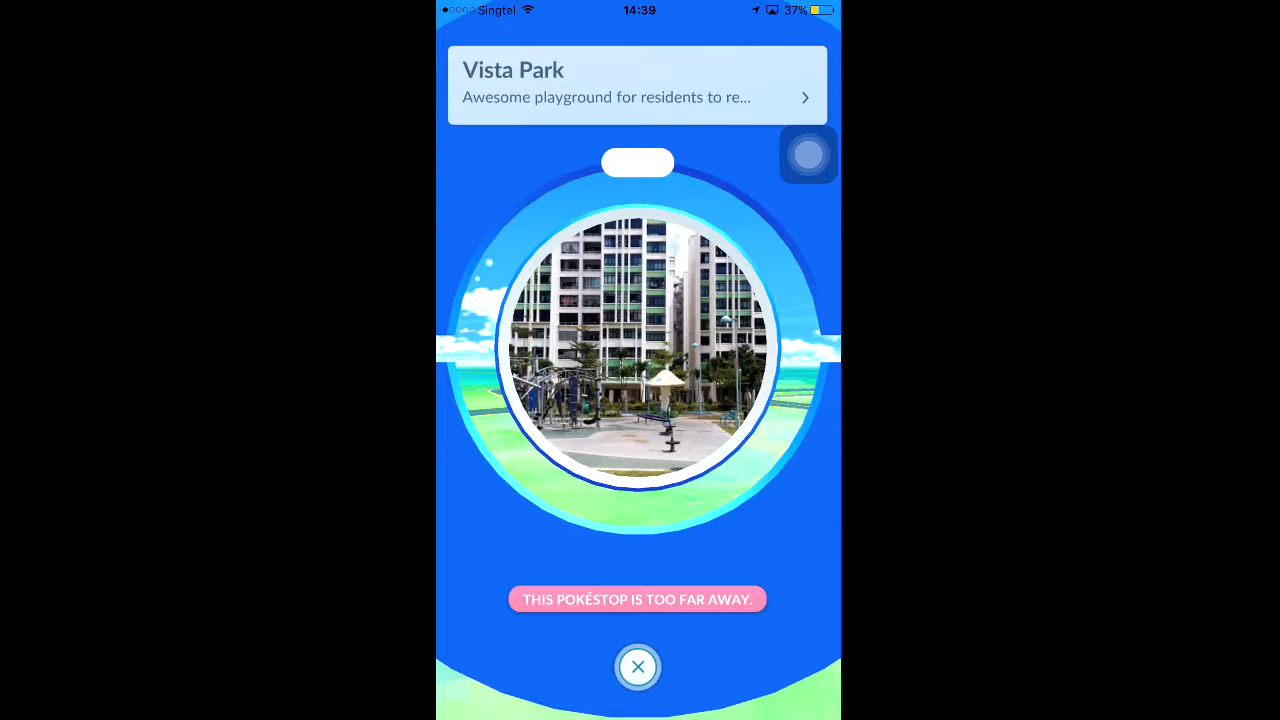 Singtel 14:39 37%
Vista Park
Awesome playground for residents to re...
THIS POKÉSTOP IS TOO FAR AWAY.